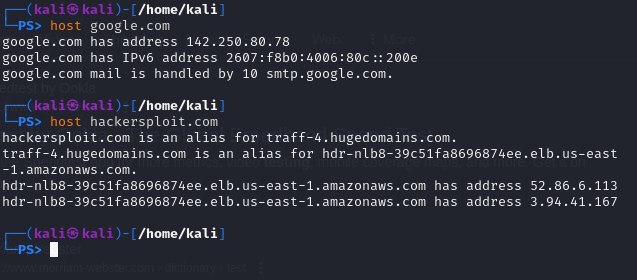 ┌──(kali㉿kali)-[/home/kali]
└─PS> host google.com
google.com has address 142.250.80.78
google.com has IPv6 address 2607:f8b0:4006:80c::200e
google.com mail is handled by 10 smtp.google.com.
┌──(kali㉿kali)-[/home/kali]
└─PS> host hackersploit.com
hackersploit.com is an alias for traff-4.hugedomains.com.
traff-4.hugedomains.com is an alias for hdr-nlb8-39c51fa8696874ee.elb.us-east
-1.amazonaws.com.
hdr-nlb8-39c51fa8696874ee.elb.us-east-1.amazonaws.com has address 52.86.6.113
hdr-nlb8-39c51fa8696874ee.elb.us-east-1.amazonaws.com has address 3.94.41.167
┌──(kali㉿kali)-[/home/kali]
└─PS>